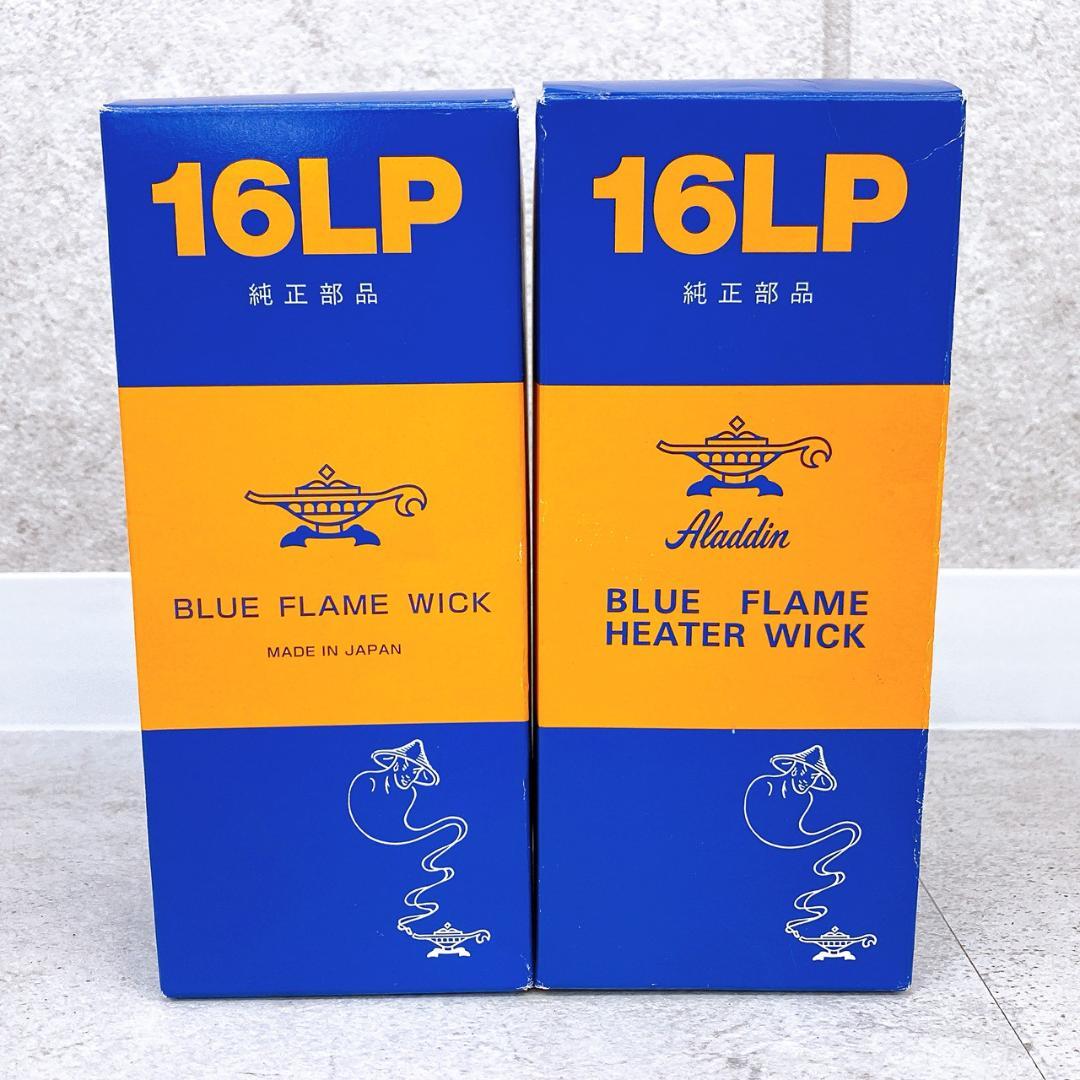 16LP
純正部品
BLUE FLAME WICK
MADE IN JAPAN
16LP
純正部品
Aladdin
BLUE FLAME
HEATER WICK